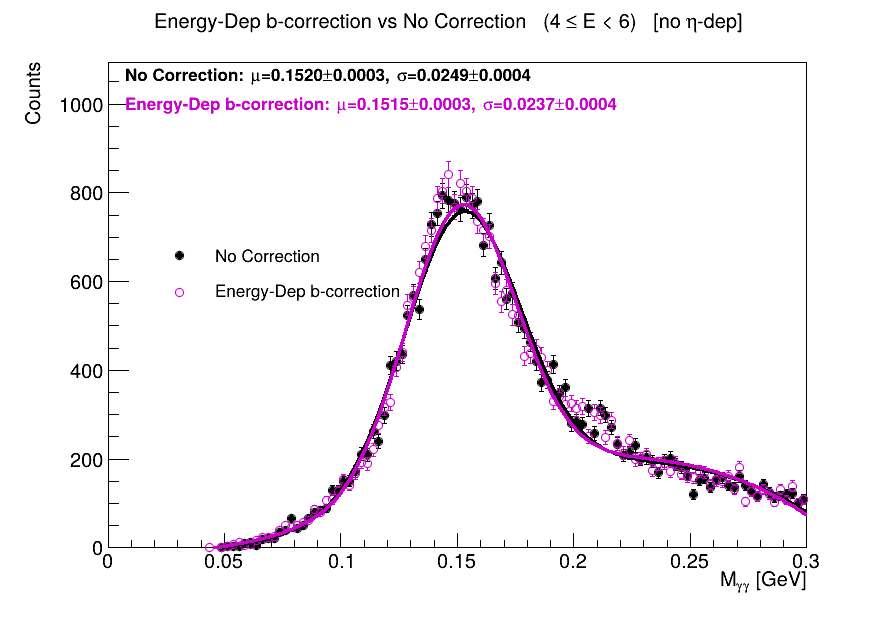 Energy-Dep b-correction vs No Correction (4 ≤ E < 6) [no η-dep]
Counts
No Correction: μ=0.1520±0.0003, σ=0.0249±0.0004
Energy-Dep b-correction: μ=0.1515±0.0003, σ=0.0237±0.0004
1000
800
600
400
200
0
No Correction
Energy-Dep b-correction
0 0.05 0.1 0.15 0.2 0.25 0.3
Mγγ [GeV]